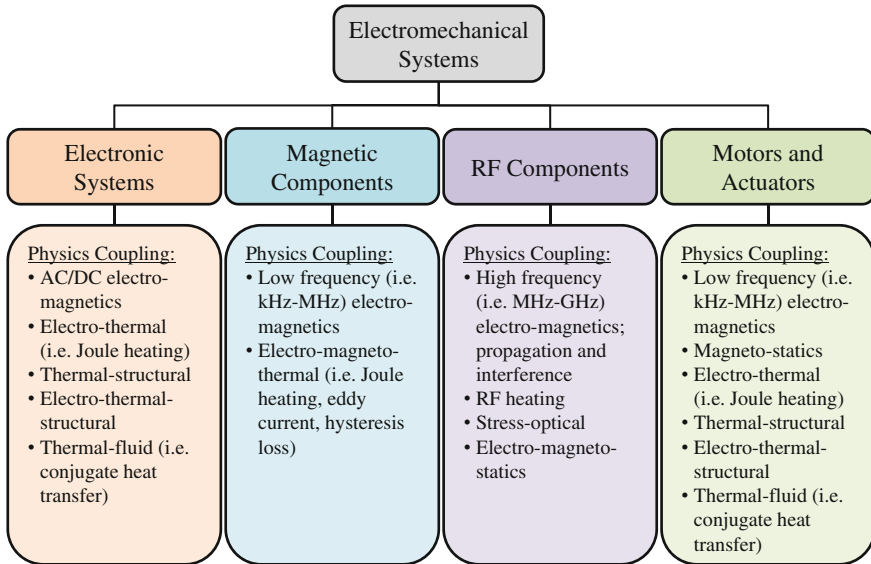 Electromechanical
Systems
Electronic
Systems
Magnetic
Components
RF Components
Motors and
Actuators
Physics Coupling:
• AC/DC electro-
magnetics
• Electro-thermal
(i.e. Joule heating)
• Thermal-structural
• Electro-thermal-
structural
• Thermal-fluid (i.e.
conjugate heat
transfer)
Physics Coupling:
• Low frequency (i.e.
kHz-MHz) electro-
magnetics
• Electro-magneto-
thermal (i.e. Joule
heating, eddy
current, hysteresis
loss)
Physics Coupling:
• High frequency
(i.e. MHz-GHz)
electro-magnetics;
propagation and
interference
• RF heating
• Stress-optical
• Electro-magneto-
statics
Physics Coupling:
• Low frequency (i.e.
kHz-MHz) electro-
magnetics
• Magneto-statics
• Electro-thermal
(i.e. Joule heating)
• Thermal-structural
• Electro-thermal-
structural
• Thermal-fluid (i.e.
conjugate heat
transfer)